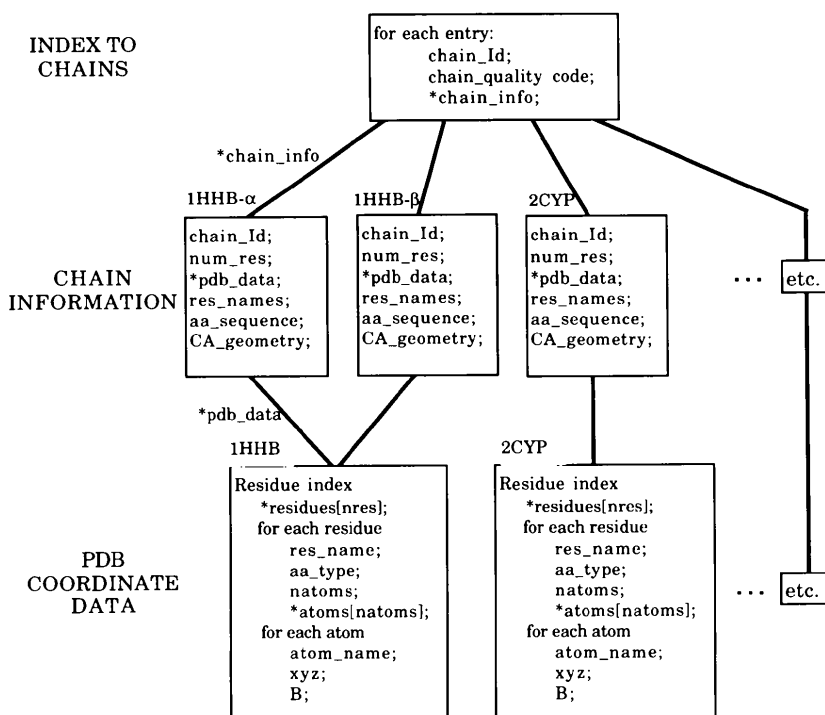 INDEX TO
CHAINS
for each entry:
chain_Id;
chain_quality code;
*chain_info;
*chain_info
1HHB-α
1HHB-β
2CYP
CHAIN
INFORMATION
chain_Id;
num_res;
*pdb_data;
res_names;
aa_sequence;
CA_geometry;
chain_Id;
num_res;
*pdb_data;
res_names;
aa_sequence;
CA_geometry;
chain_Id;
num_res;
*pdb_data;
res_names;
aa_sequence;
CA_geometry;
... etc.
*pdb_data
1HHB
2CYP
PDB
COORDINATE
DATA
Residue index
*residues[nres];
for each residue
res_name;
aa_type;
natoms;
*atoms[natoms];
for each atom
atom_name;
xyz;
B;
Residue index
*residues[nres];
for each residue
res_name;
aa_type;
natoms;
*atoms[natoms];
for each atom
atom_name;
xyz;
B;
... etc.